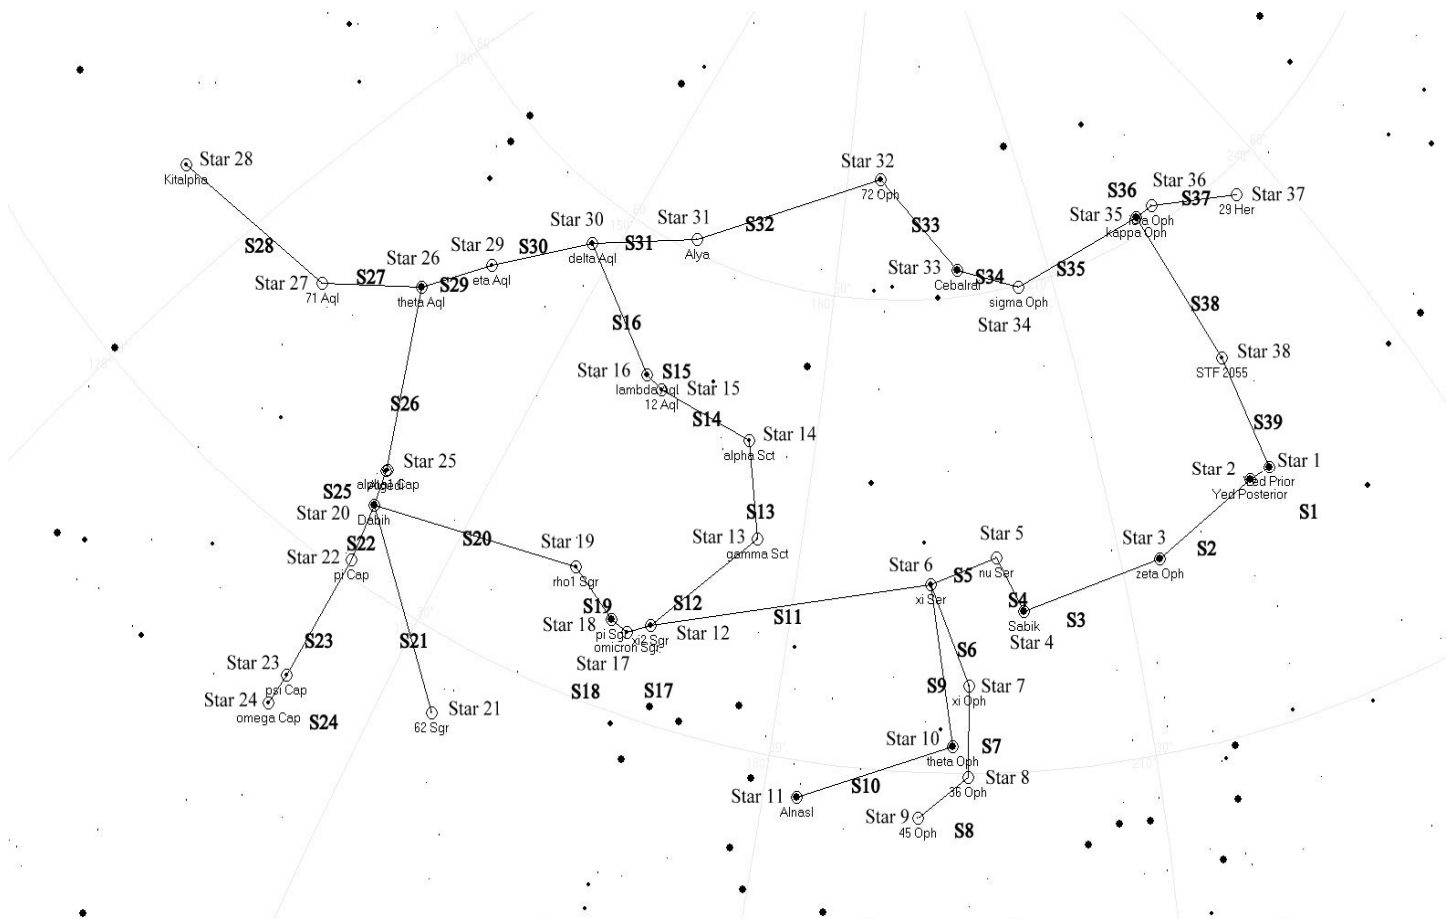 60°
Star 28
Kitalpha
S28
Star 27
71 Aql
S27
Star 26
theta Aql
S29
Star 29
eta Aql
S30
Star 30
delta Aql
S31
Star 31
Alya
S32
Star 32
72 Oph
S33
Star 33
Cebalrai
S34
sigma Oph
Star 34
S35
S36
Star 35
kappa Oph
Star 36
S37
Star 37
29 Her
S38
Star 38
STF 2055
S39
Star 1
Star 2
Yed Prior
Yed Posterior
S1
S2
Star 3
zeta Oph
S3
S4
Sabik
Star 4
Star 5
nu Ser
S5
Star 6
xi Ser
S6
Star 7
xi Oph
S7
Star 8
36 Oph
Star 9
45 Oph
S8
S9
Star 10
theta Oph
S10
Star 11
Alnasl
S11
S12
Star 12
xi2 Sgr
S13
Star 13
gamma Sct
Star 14
alpha Sct
S14
S15
Star 15
12 Aql
Star 16
lambda Aql
S16
Star 17
omicron Sgr
S17
S18
Star 18
pi Sgr
S19
Star 19
rho1 Sgr
S20
Star 20
Dabih
S25
Star 25
S26
S22
Star 22
pi Cap
S23
Star 23
psi Cap
Star 24
omega Cap
S24
S21
Star 21
62 Sgr